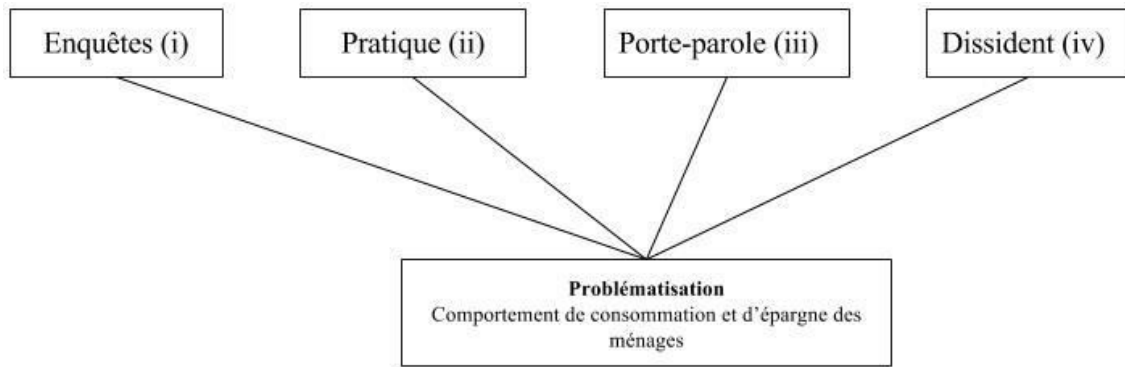 Enquêtes (i)
Pratique (ii)
Porte-parole (iii)
Dissident (iv)
Problématisation
Comportement de consommation et d’épargne des
ménages